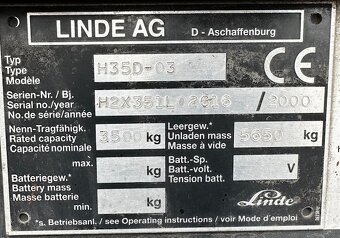 LINDE AG D - Aschaffenburg
Typ
Type H35D-03
Modèle
CE
Serien-Nr. / Bj.
Serial no./year H2X351L 2616 / 2000
No. de série/année
Nenn-Tragfähigk. Leergew.*
Rated capacity 3500 kg Unladen mass 5650 kg
Capacité nominale Masse à vide
max.
kg Batt.-Sp.
Batteriegew.* Batt.-volt. V
Battery mass Tension batt.
Masse batterie kg
min. Linde
*s. Betriebsanl. / see Operating instructions / voir Mode d'emploi